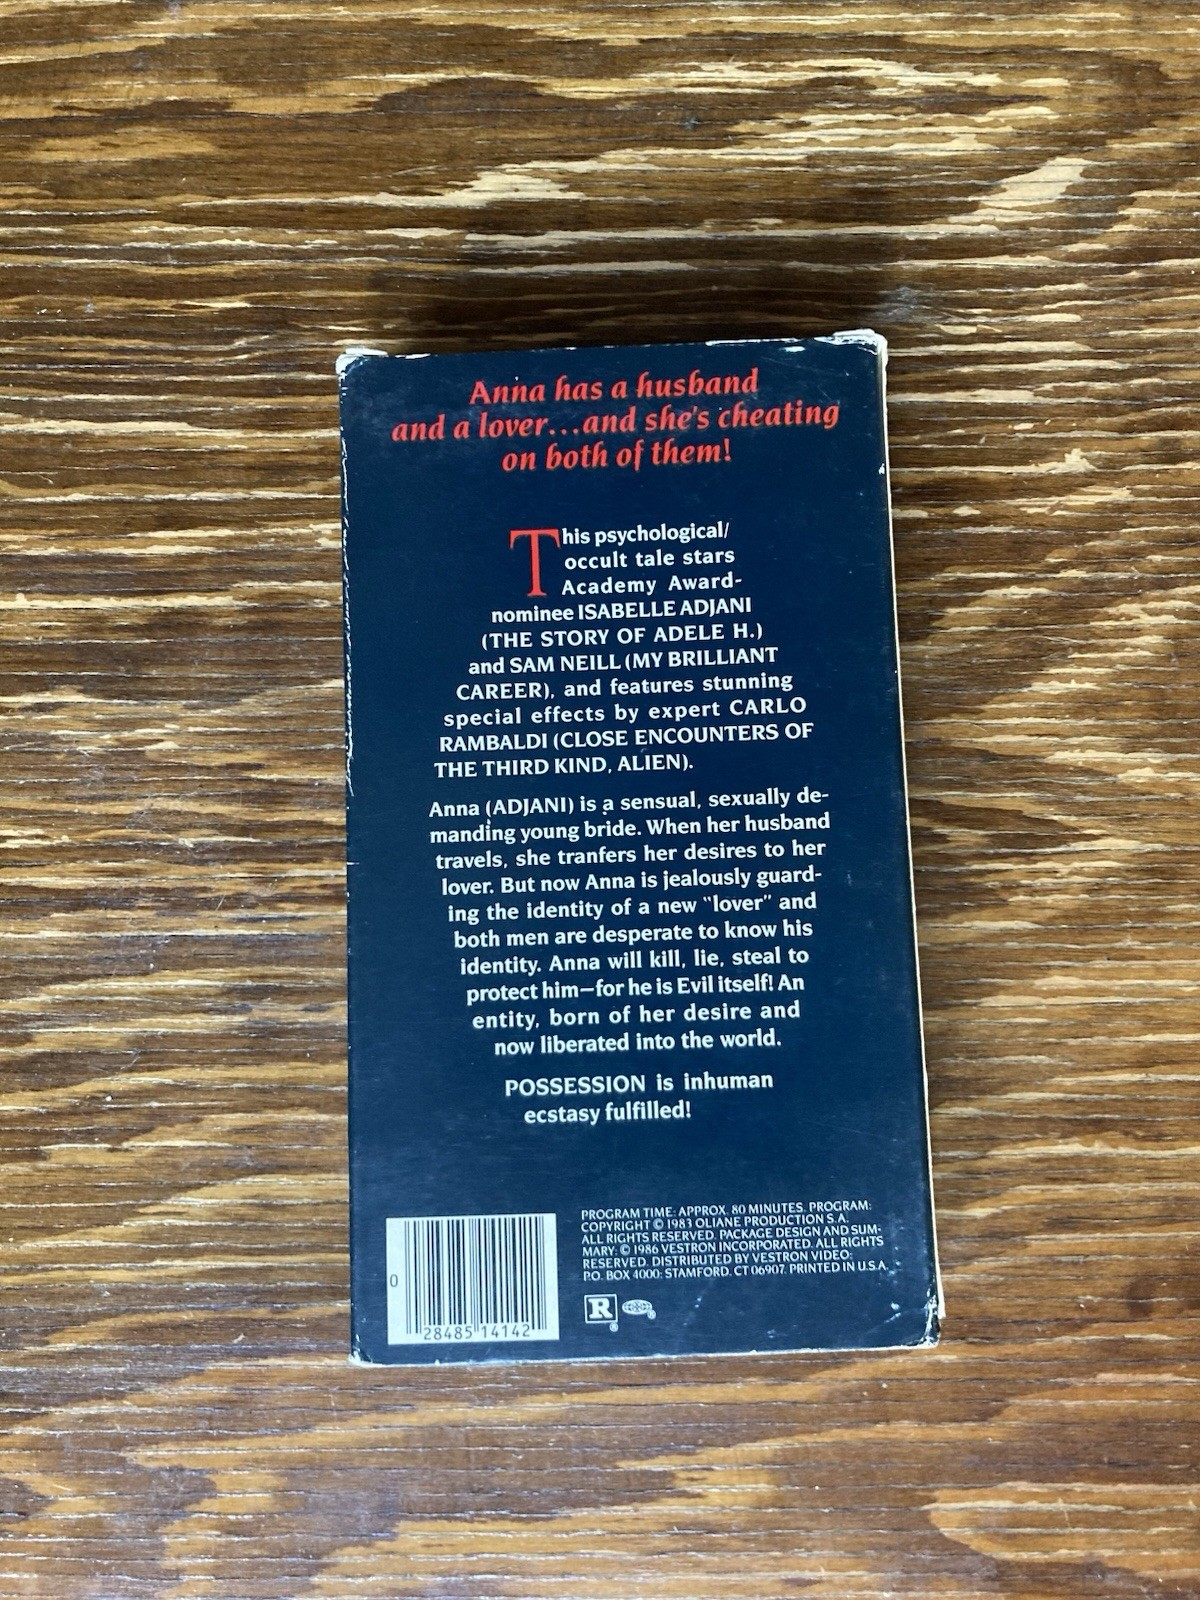 Anna has a husband
and a lover...and she's cheating
on both of them!
This psychological/
occult tale stars
Academy Award-
nominee ISABELLE ADJANI
(THE STORY OF ADELE H.)
and SAM NEILL (MY BRILLIANT
CAREER), and features stunning
special effects by expert CARLO
RAMBALDI (CLOSE ENCOUNTERS OF
THE THIRD KIND, ALIEN).
Anna (ADJANI) is a sensual, sexually de-
manding young bride. When her husband
travels, she tranfers her desires to her
lover. But now Anna is jealously guard-
ing the identity of a new "lover" and
both men are desperate to know his
identity. Anna will kill, lie, steal to
protect him—for he is Evil itself! An
entity, born of her desire and
now liberated into the world.
POSSESSION is inhuman
ecstasy fulfilled!
PROGRAM TIME: APPROX. 80 MINUTES. PROGRAM:
COPYRIGHT © 1983 OLIANE PRODUCTION S.A.
ALL RIGHTS RESERVED. PACKAGE DESIGN AND SUM-
MARY: © 1986 VESTRON INCORPORATED. ALL RIGHTS
RESERVED. DISTRIBUTED BY VESTRON VIDEO:
P.O. BOX 4000: STAMFORD, CT 06907. PRINTED IN U.S.A.
0 28485 14142
R ® ®